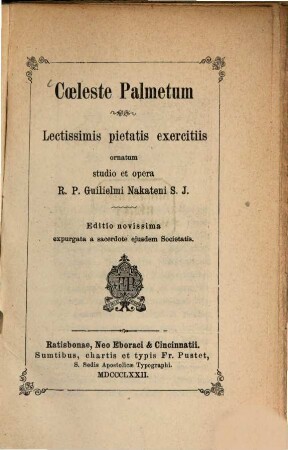 Cœleste Palmetum
Lectissimis pietatis exercitiis
ornatum
studio et opera
R. P. Guilielmi Nakateni S. J.
Editio novissima
expurgata a sacerdote ejusdem Societatis.
Ratisbonae, Neo Eboraci & Cincinnatii.
Sumtibus, chartis et typis Fr. Pustet,
S. Sedis Apostolicæ Typographi.
MDCCCLXXII.